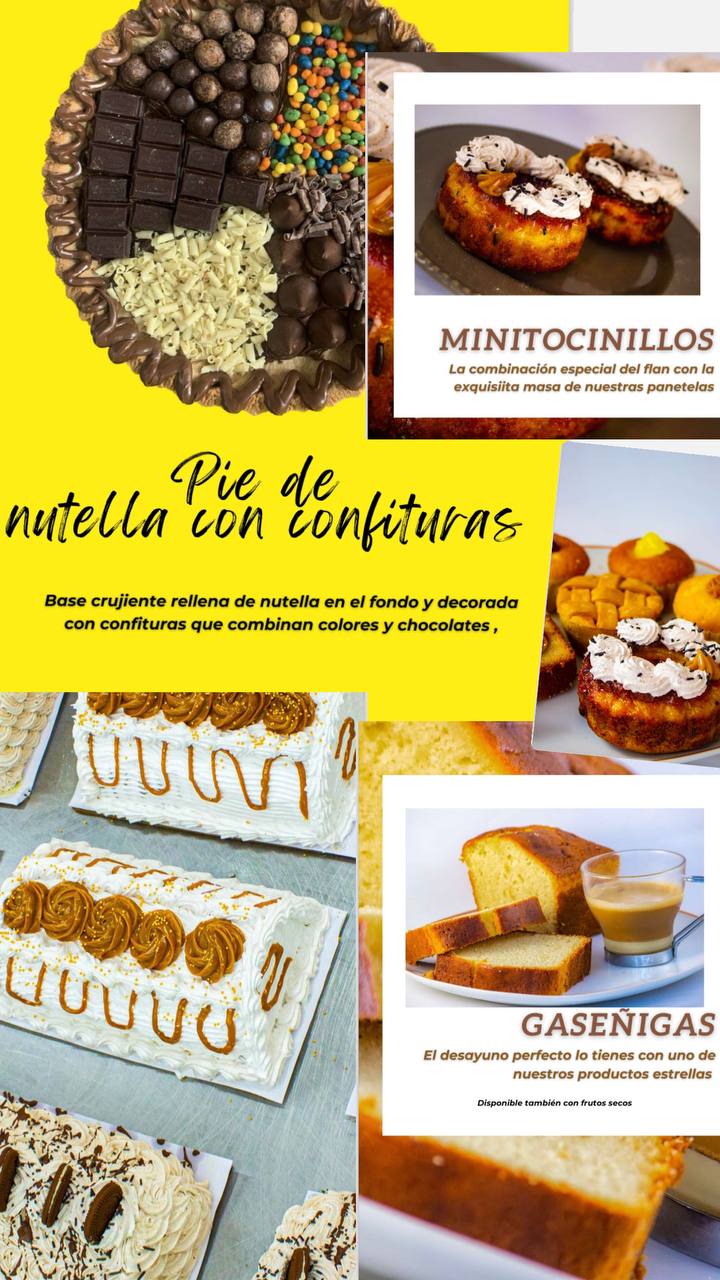 MINITOCINILLOS
La combinación especial del flan con la
exquisiita masa de nuestras panetelas
Pie de
nutella con confituras
Base crujiente rellena de nutella en el fondo y decorada
con confituras que combinan colores y chocolates ,
GASEÑIGAS
El desayuno perfecto lo tienes con uno de
nuestros productos estrellas
Disponible también con frutos secos